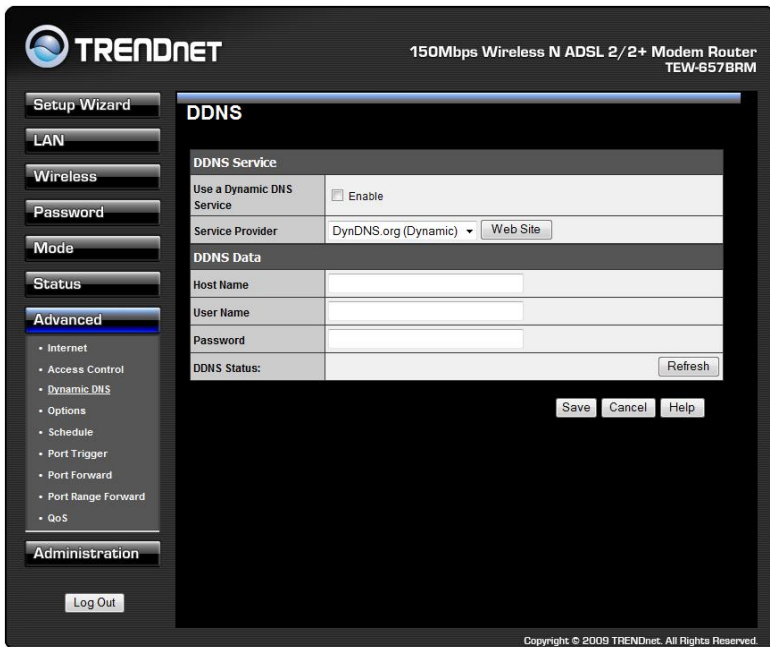 TRENDNET
150Mbps Wireless N ADSL 2/2+ Modem Router
TEW-657BRM
Setup Wizard
LAN
Wireless
Password
Mode
Status
Advanced
• Internet
• Access Control
• Dynamic DNS
• Options
• Schedule
• Port Trigger
• Port Forward
• Port Range Forward
• QoS
Administration
Log Out
DDNS
DDNS Service
Use a Dynamic DNS
Service
Enable
Service Provider
DynDNS.org (Dynamic)
Web Site
DDNS Data
Host Name
User Name
Password
DDNS Status:
Refresh
Save
Cancel
Help
Copyright © 2009 TRENDnet. All Rights Reserved.